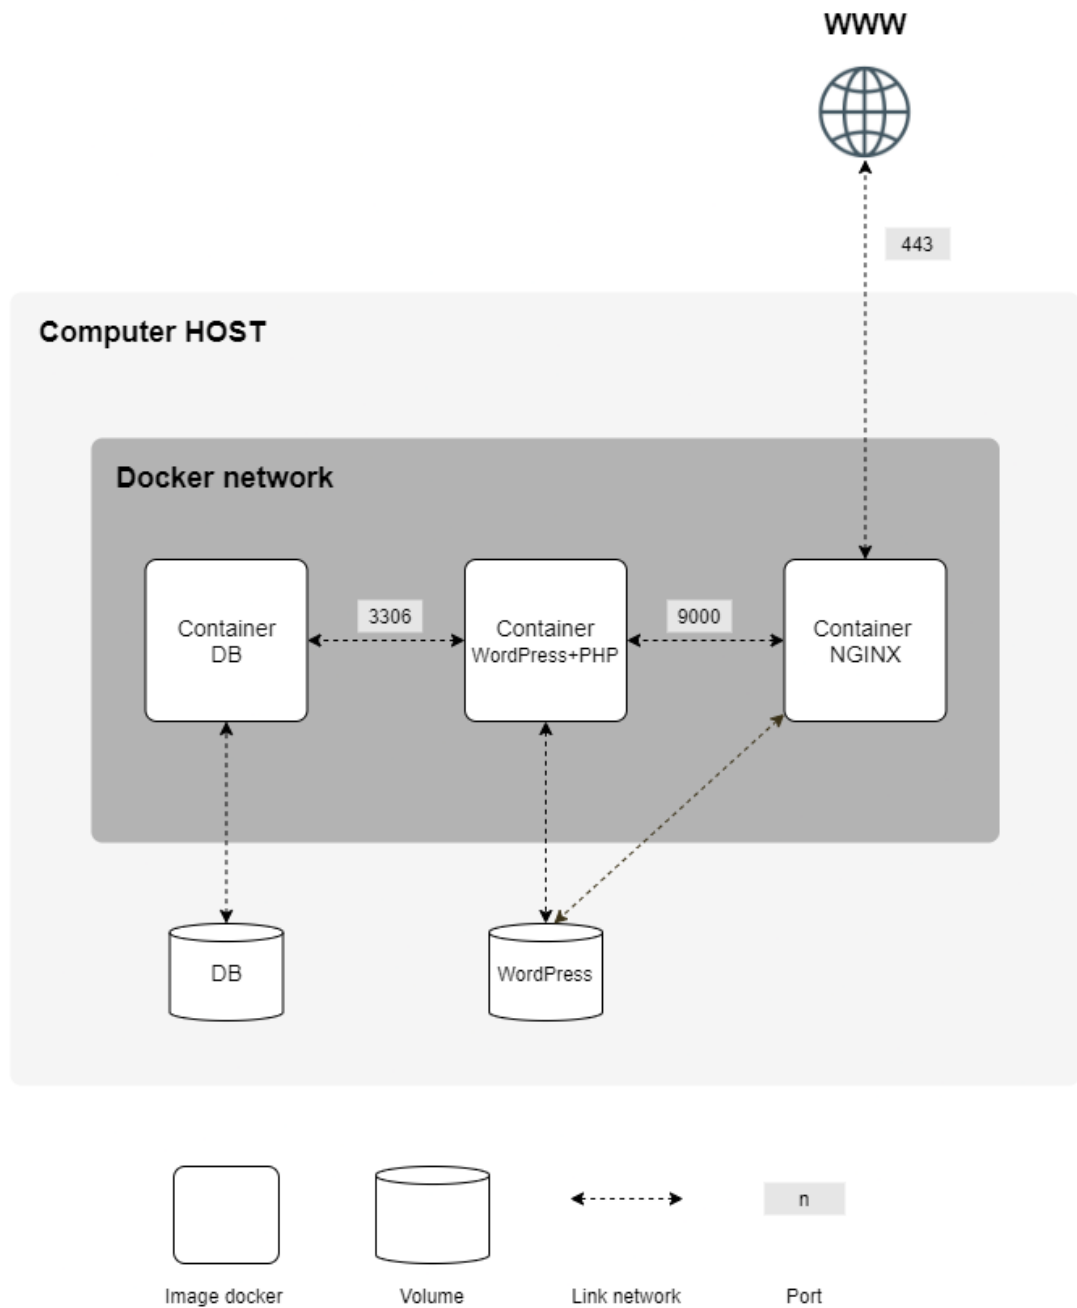 WWW
443
Computer HOST
Docker network
Container
DB
3306
Container
WordPress+PHP
9000
Container
NGINX
DB
WordPress
n
Image docker
Volume
Link network
Port